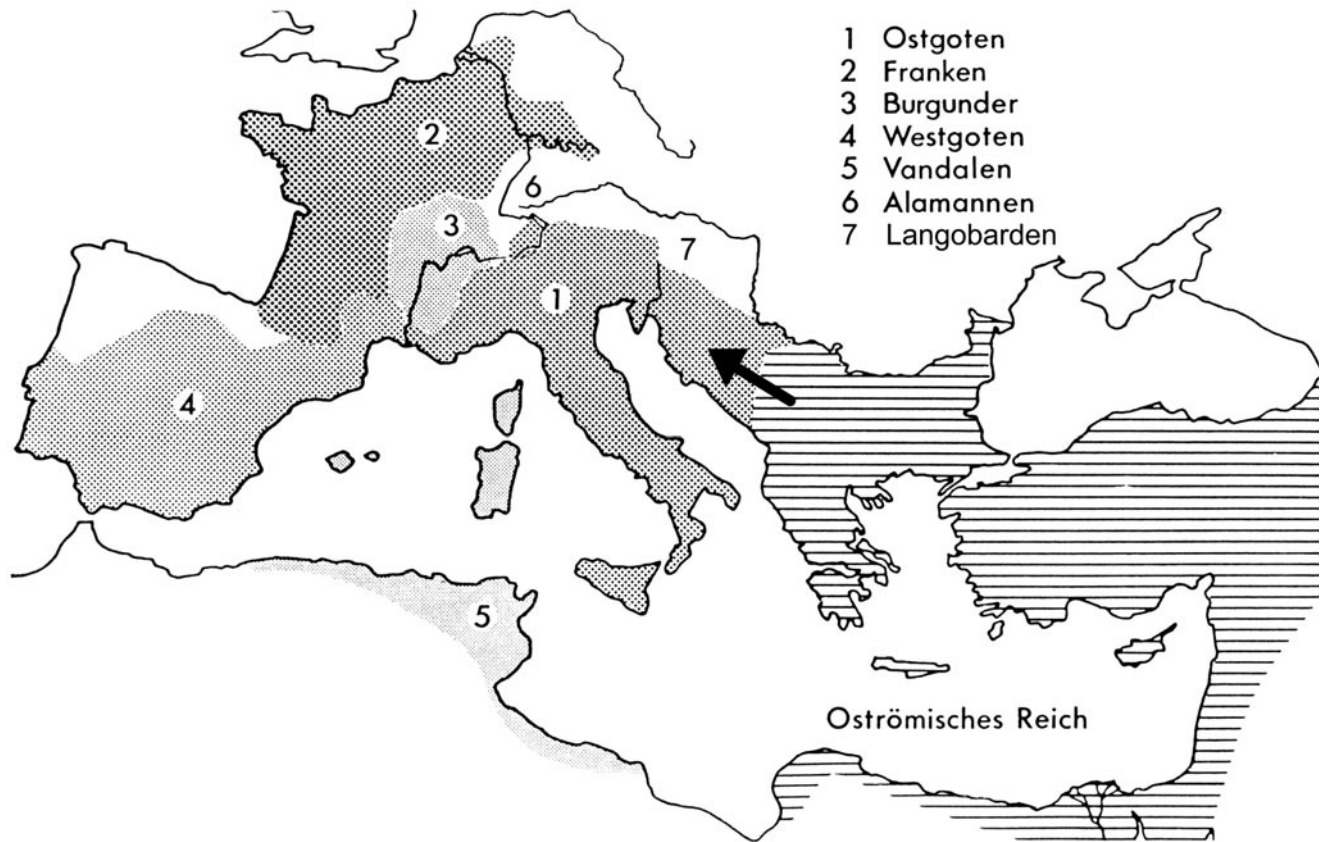 1 Ostgoten
2 Franken
3 Burgunder
4 Westgoten
5 Vandalen
6 Alamannen
7 Langobarden
2
6
3
7
1
4
5
Oströmisches Reich